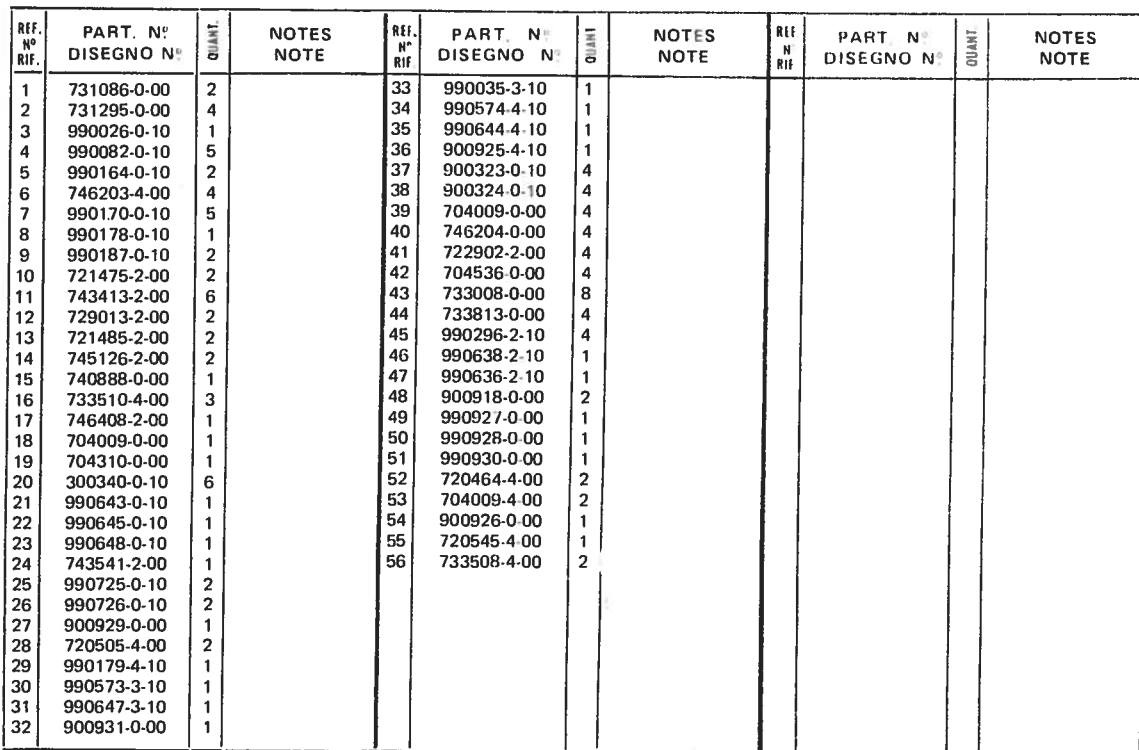 REF. Nº RIF. PART. Nº DISEGNO Nº QUANT. NOTES NOTE REF. Nº RIF PART. Nº DISEGNO Nº QUANT NOTES NOTE REF N RIF PART. Nº DISEGNO Nº QUANT. NOTES NOTE
1 731086-0-00 2 33 990035-3-10 1
2 731295-0-00 4 34 990574-4-10 1
3 990026-0-10 1 35 990644-4-10 1
4 990082-0-10 5 36 900925-4-10 1
5 990164-0-10 2 37 900323-0-10 4
6 746203-4-00 4 38 900324-0-10 4
7 990170-0-10 5 39 704009-0-00 4
8 990178-0-10 1 40 746204-0-00 4
9 990187-0-10 2 41 722902-2-00 4
10 721475-2-00 2 42 704536-0-00 4
11 743413-2-00 6 43 733008-0-00 8
12 729013-2-00 2 44 733813-0-00 4
13 721485-2-00 2 45 990296-2-10 4
14 745126-2-00 2 46 990638-2-10 1
15 740888-0-00 1 47 990636-2-10 1
16 733510-4-00 3 48 900918-0-00 2
17 746408-2-00 1 49 990927-0-00 1
18 704009-0-00 1 50 990928-0-00 1
19 704310-0-00 1 51 990930-0-00 1
20 300340-0-10 6 52 720464-4-00 2
21 990643-0-10 1 53 704009-4-00 2
22 990645-0-10 1 54 900926-0-00 1
23 990648-0-10 1 55 720545-4-00 1
24 743541-2-00 1 56 733508-4-00 2
25 990725-0-10 2
26 990726-0-10 2
27 900929-0-00 1
28 720505-4-00 2
29 990179-4-10 1
30 990573-3-10 1
31 990647-3-10 1
32 900931-0-00 1